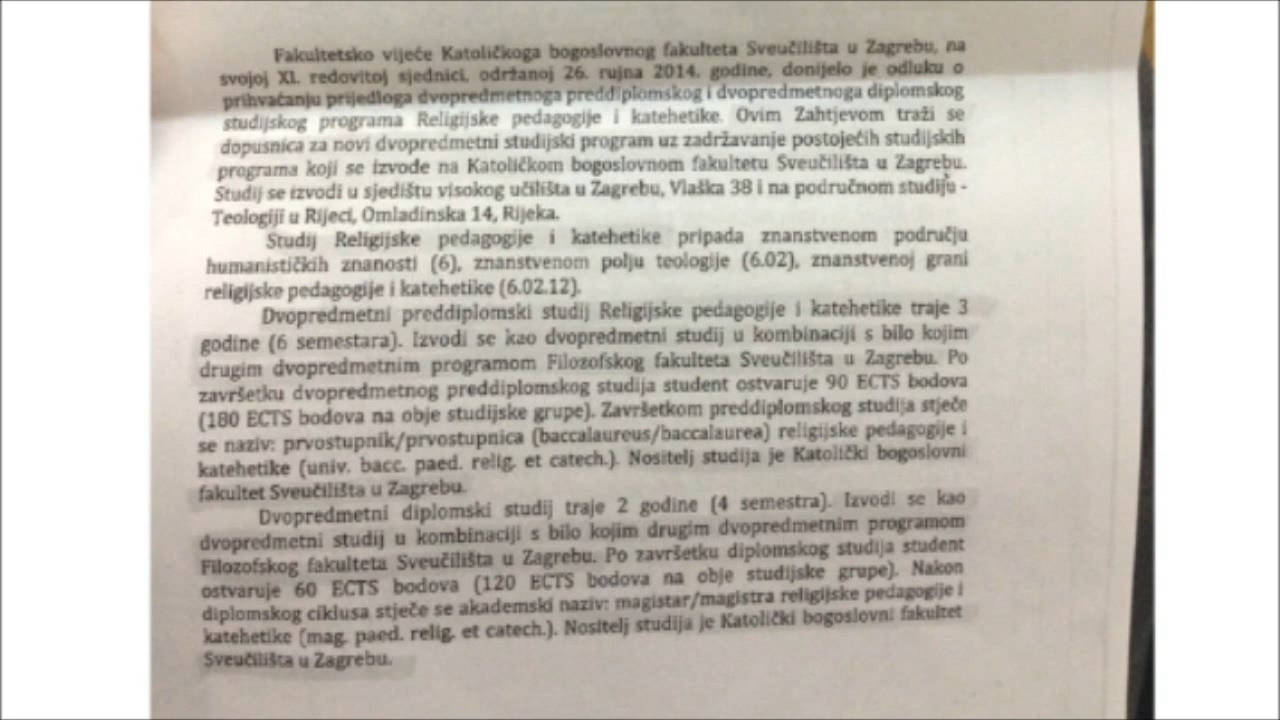 Fakultetsko vijeće Katoličkoga bogoslovnog fakulteta Sveučilišta u Zagrebu, na
svojoj XI. redovitoj sjednici, održanoj 26. rujna 2014. godine, donijelo je odluku o
prihvaćanju prijedloga dvopredmetnoga preddiplomskog i dvopredmetnoga diplomskog
studijskog programa Religijske pedagogije i katehetike. Ovim Zahtjevom traži se
dopusnica za novi dvopredmetni studijski program uz zadržavanje postojećih studijskih
programa koji se izvode na Katoličkom bogoslovnom fakultetu Sveučilišta u Zagrebu.
Studij se izvodi u sjedištu visokog učilišta u Zagrebu, Vlaška 38 i na područnom studiju -
Teologiji u Rijeci, Omladinska 14, Rijeka.
Studij Religijske pedagogije i katehetike pripada znanstvenom području
humanističkih znanosti (6), znanstvenom polju teologije (6.02), znanstvenoj grani
religijske pedagogije i katehetike (6.02.12).
Dvopredmetni preddiplomski studij Religijske pedagogije i katehetike traje 3
godine (6 semestara). Izvodi se kao dvopredmetni studij u kombinaciji s bilo kojim
drugim dvopredmetnim programom Filozofskog fakulteta Sveučilišta u Zagrebu. Po
završetku dvopredmetnog preddiplomskog studija student ostvaruje 90 ECTS bodova
(180 ECTS bodova na obje studijske grupe). Završetkom preddiplomskog studija stječe
se naziv: prvostupnik/prvostupnica (baccalaureus/baccalaurea) religijske pedagogije i
katehetike (univ. bacc. paed. relig. et catech.). Nositelj studija je Katolički bogoslovni
fakultet Sveučilišta u Zagrebu.
Dvopredmetni diplomski studij traje 2 godine (4 semestra). Izvodi se kao
dvopredmetni studij u kombinaciji s bilo kojim drugim dvopredmetnim programom
Filozofskog fakulteta Sveučilišta u Zagrebu. Po završetku diplomskog studija student
ostvaruje 60 ECTS bodova (120 ECTS bodova na obje studijske grupe). Nakon
diplomskog ciklusa stječe se akademski naziv: magistar/magistra religijske pedagogije i
katehetike (mag. paed. relig. et catech.). Nositelj studija je Katolički bogoslovni fakultet
Sveučilišta u Zagrebu.